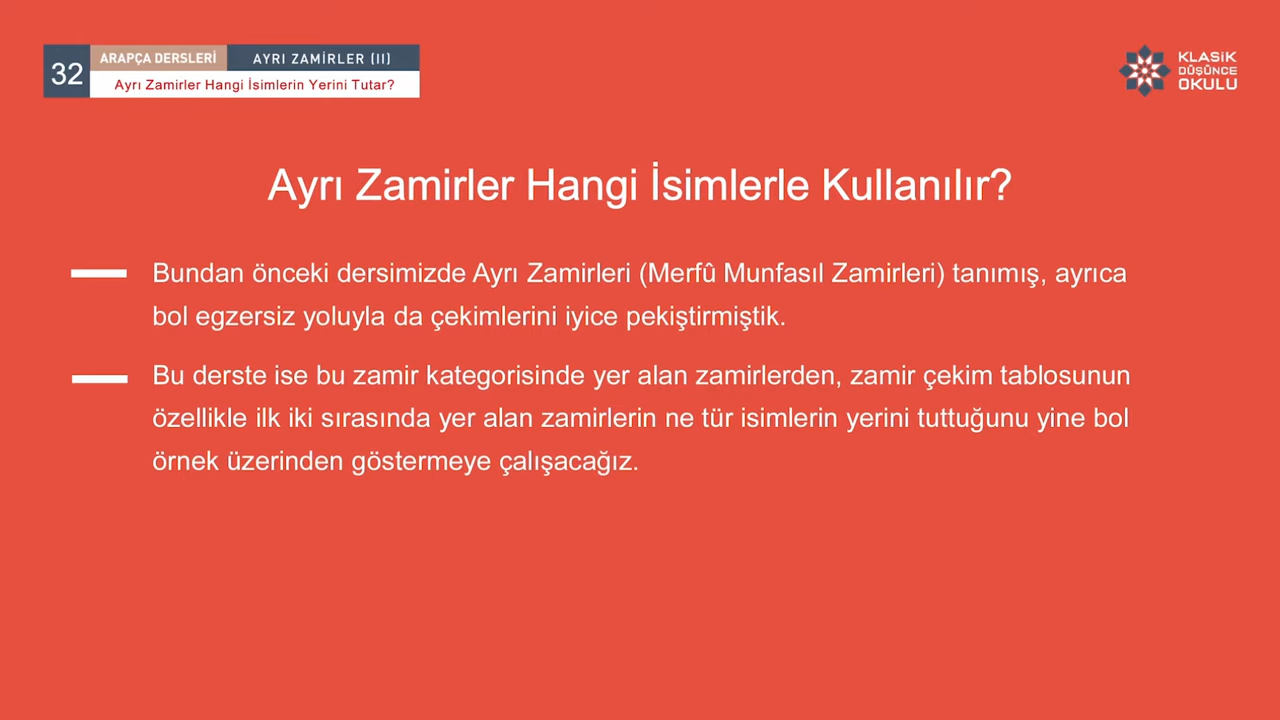 32
ARAPÇA DERSLERİ
AYRI ZAMİRLER (II)
Ayrı Zamirler Hangi İsimlerin Yerini Tutar?
KLASİK
DÜŞÜNCE
OKULU
Ayrı Zamirler Hangi İsimlerle Kullanılır?
Bundan önceki dersimizde Ayrı Zamirleri (Merfû Munfasıl Zamirleri) tanımış, ayrıca
bol egzersiz yoluyla da çekimlerini iyice pekiştirmiştik.
Bu derste ise bu zamir kategorisinde yer alan zamirlerden, zamir çekim tablosunun
özellikle ilk iki sırasında yer alan zamirlerin ne tür isimlerin yerini tuttuğunu yine bol
örnek üzerinden göstermeye çalışacağız.